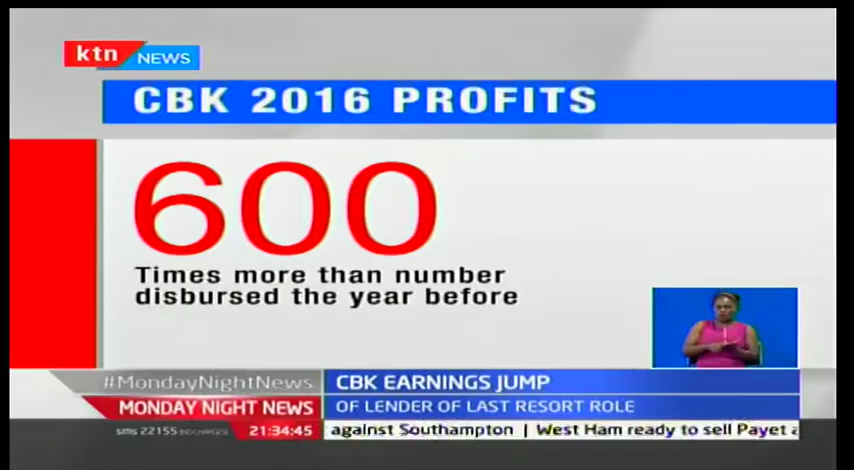 ktn NEWS
CBK 2016 PROFITS
600
Times more than number
disbursed the year before
#MondayNightNews
CBK EARNINGS JUMP
MONDAY NIGHT NEWS
OF LENDER OF LAST RESORT ROLE
sms 22155
21:34:45
against Southampton | West Ham ready to sell Payet